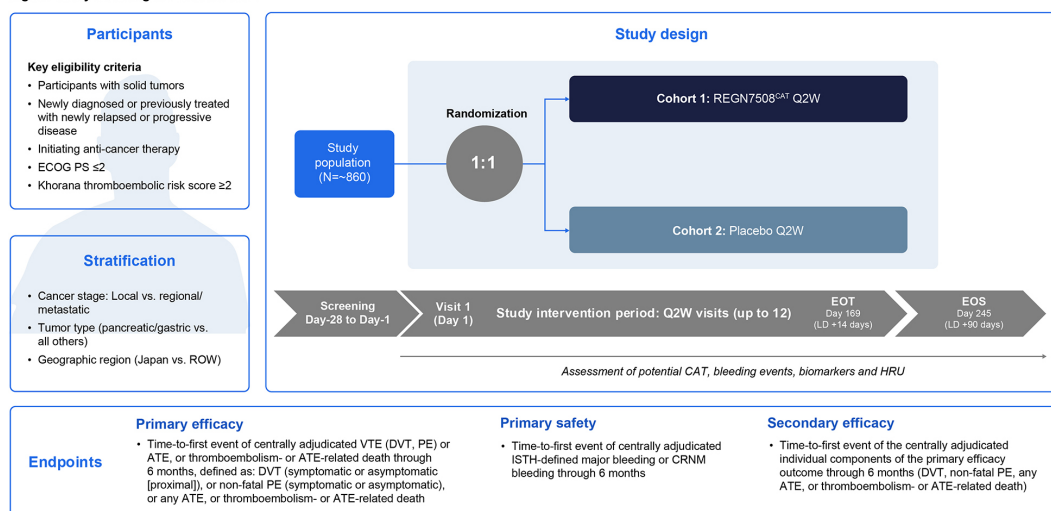 Participants
Key eligibility criteria
• Participants with solid tumors
• Newly diagnosed or previously treated
with newly relapsed or progressive
disease
• Initiating anti-cancer therapy
• ECOG PS ≤2
• Khorana thromboembolic risk score ≥2
Stratification
• Cancer stage: Local vs. regional/
metastatic
• Tumor type (pancreatic/gastric vs.
all others)
• Geographic region (Japan vs. ROW)
Study design
Study
population
(N=~860)
Randomization
1:1
Cohort 1: REGN7508CAT Q2W
Cohort 2: Placebo Q2W
Screening
Day-28 to Day-1
Visit 1
(Day 1)
Study intervention period: Q2W visits (up to 12)
EOT
Day 169
(LD +14 days)
EOS
Day 245
(LD +90 days)
Assessment of potential CAT, bleeding events, biomarkers and HRU
Endpoints
Primary efficacy
• Time-to-first event of centrally adjudicated VTE (DVT, PE) or
ATE, or thromboembolism- or ATE-related death through
6 months, defined as: DVT (symptomatic or asymptomatic
[proximal]), or non-fatal PE (symptomatic or asymptomatic),
or any ATE, or thromboembolism- or ATE-related death
Primary safety
• Time-to-first event of centrally adjudicated
ISTH-defined major bleeding or CRNM
bleeding through 6 months
Secondary efficacy
• Time-to-first event of the centrally adjudicated
individual components of the primary efficacy
outcome through 6 months (DVT, non-fatal PE, any
ATE, or thromboembolism- or ATE-related death)